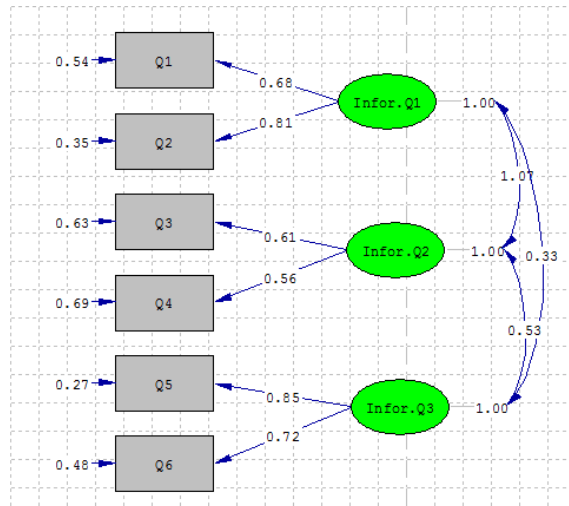 0.54 Q1
0.68
Infor.Q1 1.00
0.81
0.35 Q2
1.07
0.63 Q3
0.61
Infor.Q2 1.00
0.33
0.56
0.69 Q4
0.53
0.27 Q5
0.85
Infor.Q3 1.00
0.72
0.48 Q6